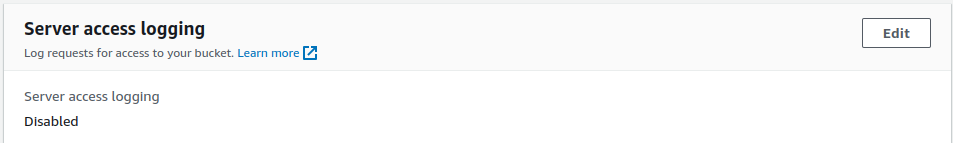 Server access logging
Edit
Log requests for access to your bucket. Learn more
Server access logging
Disabled